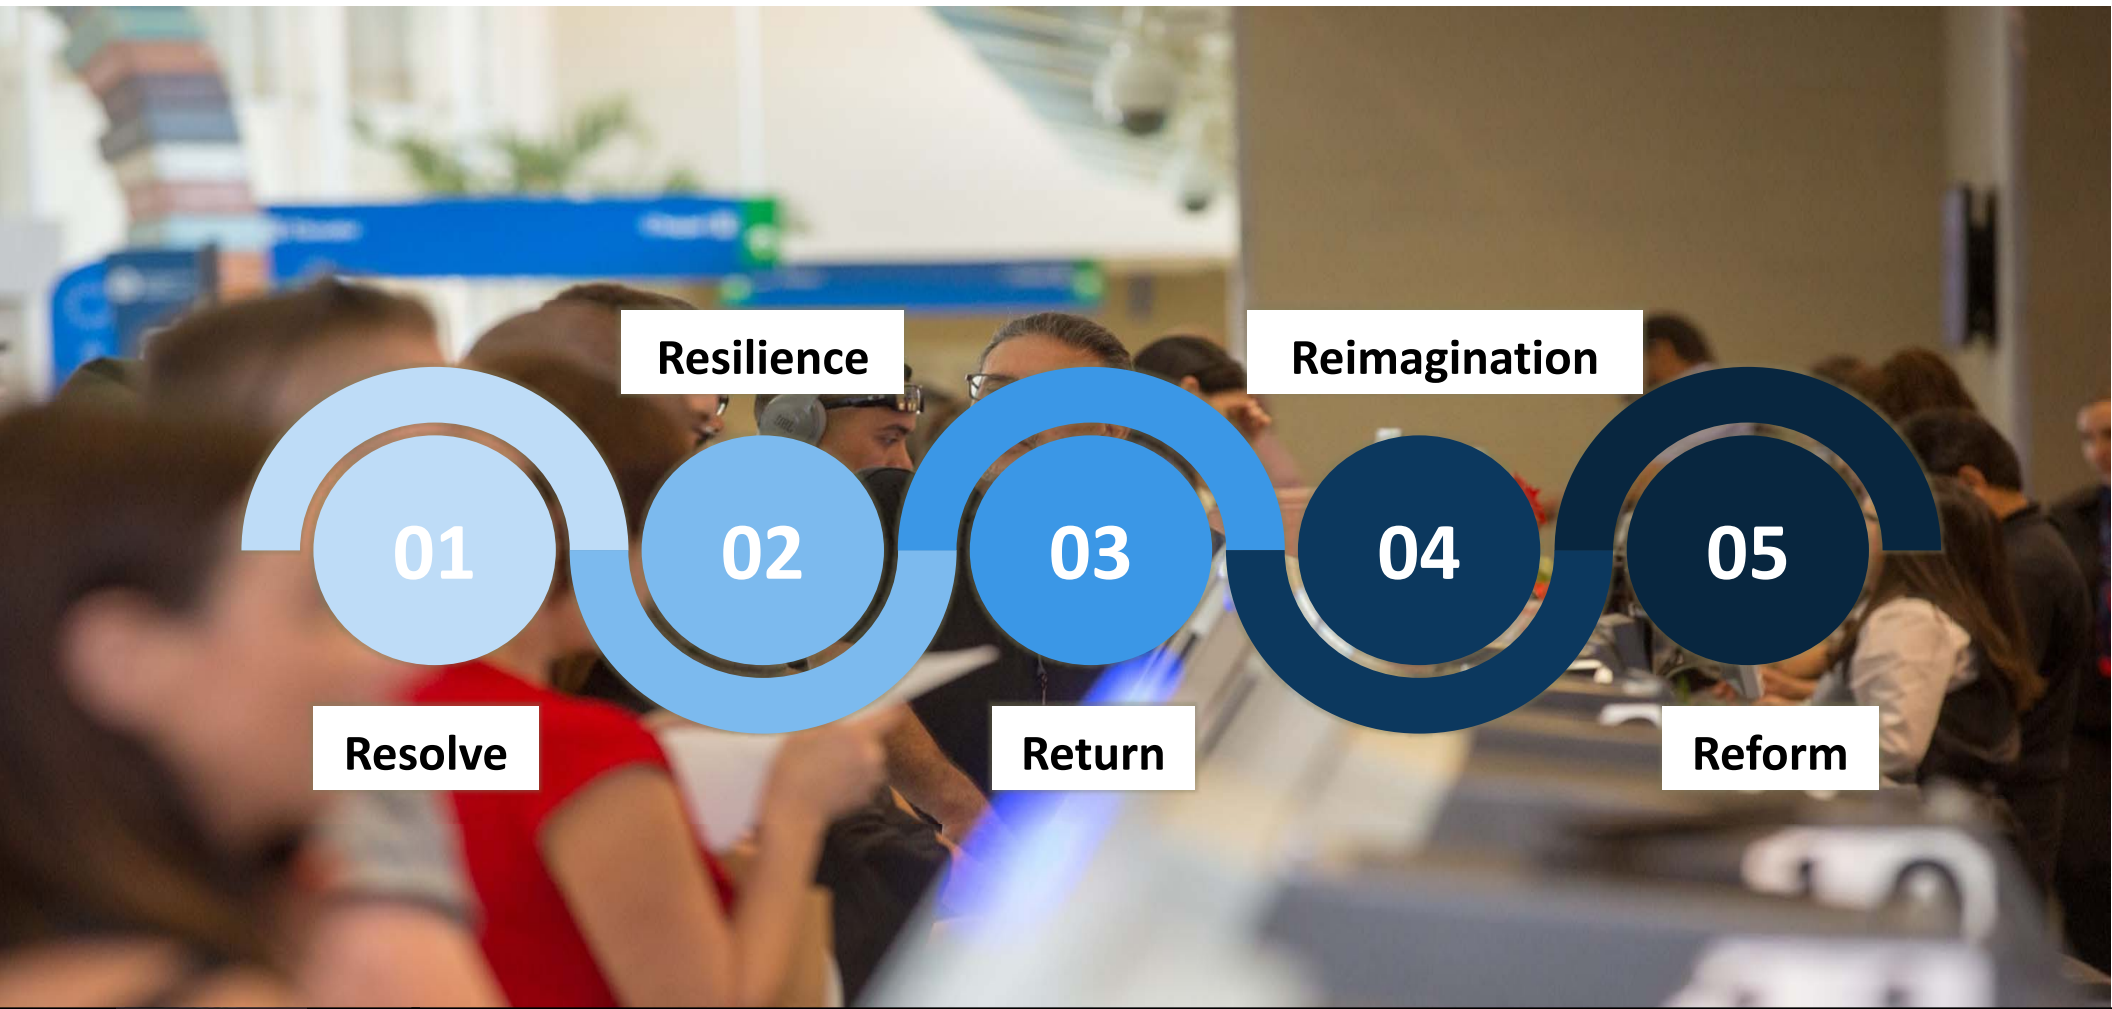 Resilience
Reimagination
01
02
03
04
05
Resolve
Return
Reform